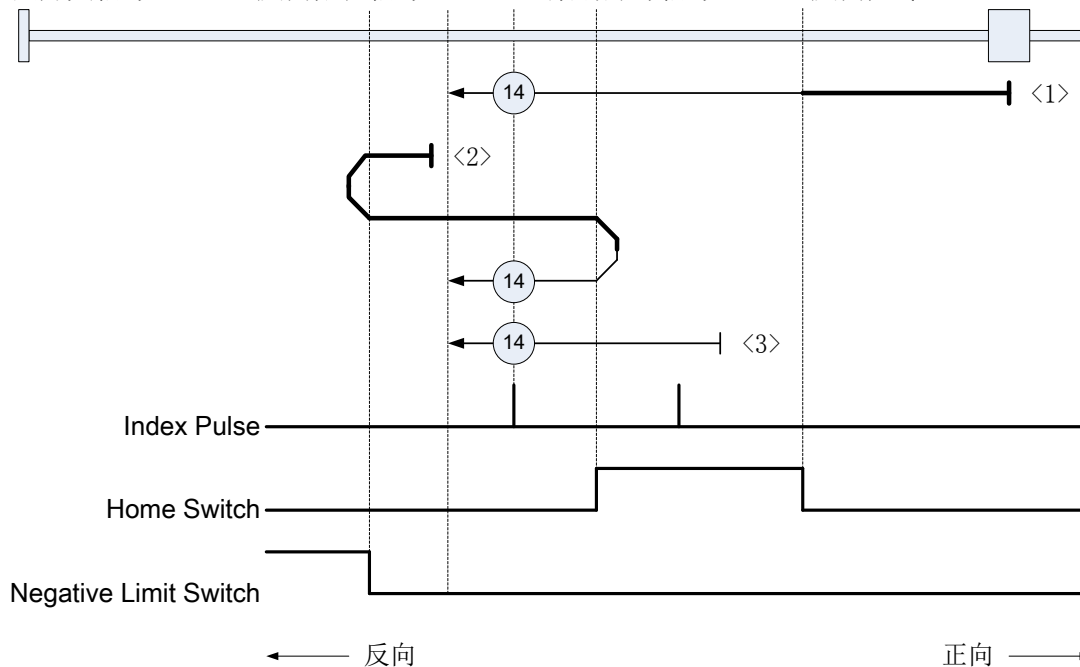 14
<1>
<2>
14
14
<3>
Index Pulse
Home Switch
Negative Limit Switch
反向
正向